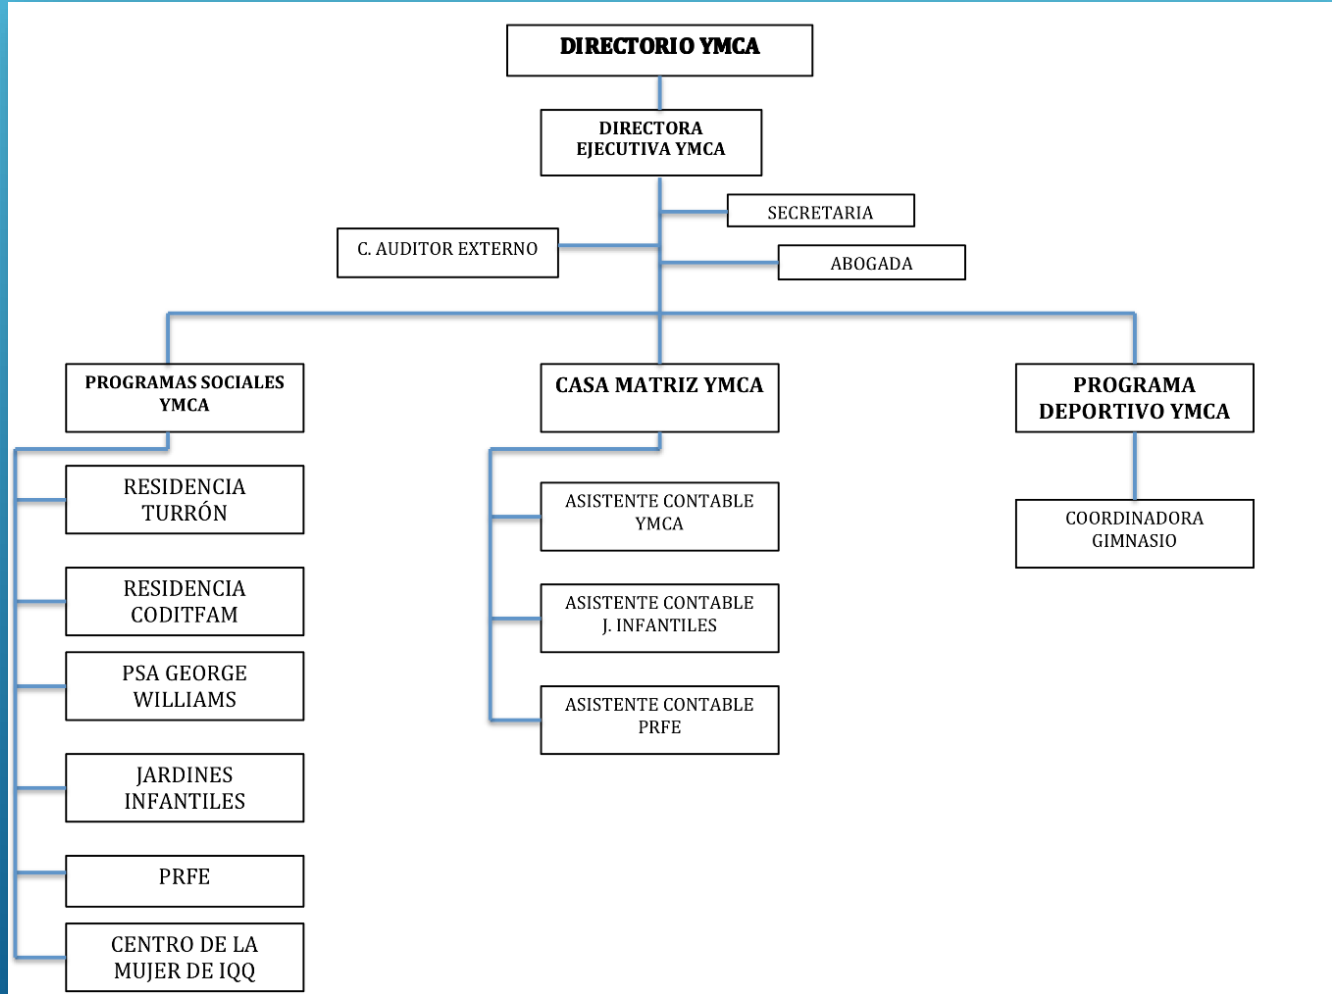 DIRECTORIO YMCA
DIRECTORA
EJECUTIVA YMCA
SECRETARIA
C. AUDITOR EXTERNO
ABOGADA
PROGRAMAS SOCIALES
YMCA
CASA MATRIZ YMCA
PROGRAMA
DEPORTIVO YMCA
RESIDENCIA
TURRÓN
RESIDENCIA
CODITFAM
PSA GEORGE
WILLIAMS
JARDINES
INFANTILES
PRFE
CENTRO DE LA
MUJER DE IQQ
ASISTENTE CONTABLE
YMCA
ASISTENTE CONTABLE
J. INFANTILES
ASISTENTE CONTABLE
PRFE
COORDINADORA
GIMNASIO